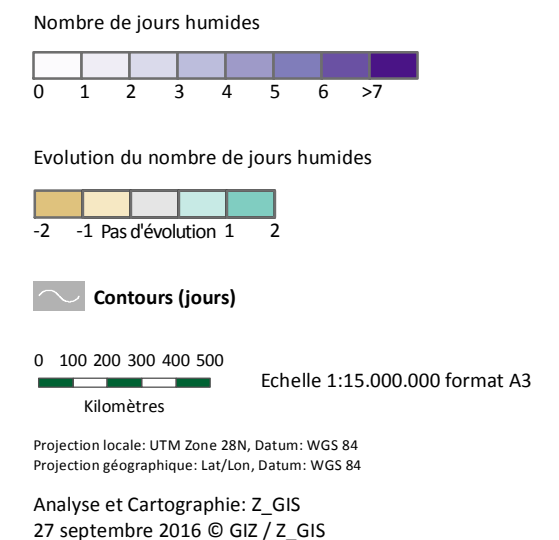 Nombre de jours humides
0 1 2 3 4 5 6 >7
Evolution du nombre de jours humides
-2 -1 Pas d'évolution 1 2
Contours (jours)
0 100 200 300 400 500
Echelle 1:15.000.000 format A3
Kilomètres
Projection locale: UTM Zone 28N, Datum: WGS 84
Projection géographique: Lat/Lon, Datum: WGS 84
Analyse et Cartographie: Z_GIS
27 septembre 2016 © GIZ / Z_GIS